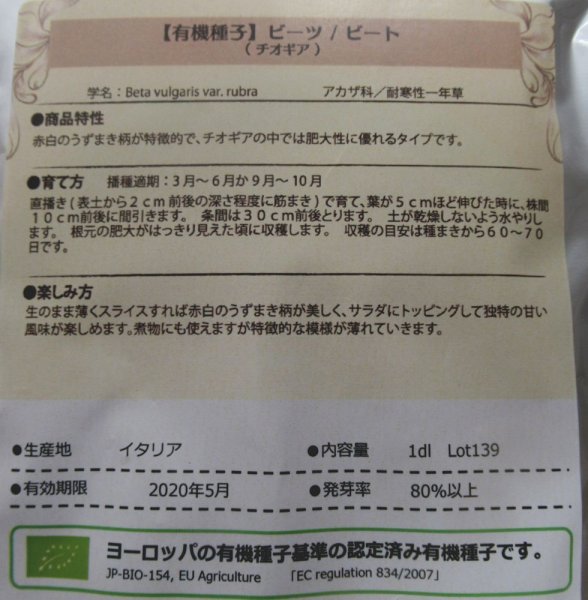 【有機種子】ビーツ / ビート
（チオギア）
学名：Beta vulgaris var. rubra アカザ科／耐寒性一年草
●商品特性
赤白のうずまき柄が特徴的で、チオギアの中では肥大性に優れるタイプです。
●育て方 播種適期：3月～6月か9月～10月
直播き（表土から2cm前後の深さ程度に筋まき）で育て、葉が5cmほど伸びた時に、株間
10cm前後に間引きます。 条間は30cm前後とります。 土が乾燥しないよう水やりし
ます。 根元の肥大がはっきり見えた頃に収穫します。 収穫の目安は種まきから60～70
日です。
●楽しみ方
生のまま薄くスライスすれば赤白のうずまき柄が美しく、サラダにトッピングして独特の甘い
風味が楽しめます。煮物にも使えますが特徴的な模様が薄れていきます。
●生産地 イタリア ●内容量 1dl Lot139
●有効期限 2020年5月 ●発芽率 80%以上
ヨーロッパの有機種子基準の認定済み有機種子です。
JP-BIO-154, EU Agriculture 「EC regulation 834/2007」